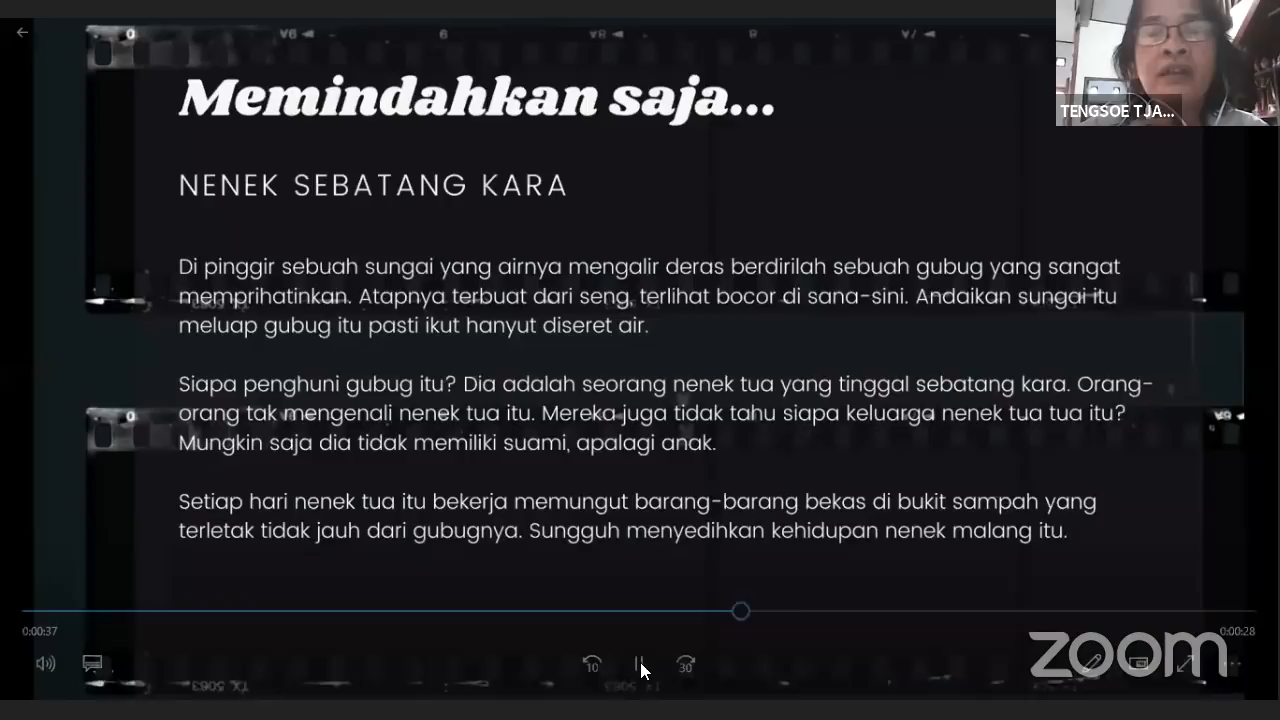 Memindahkan saja...
TENGSOE TJA...
NENEK SEBATANG KARA
Di pinggir sebuah sungai yang airnya mengalir deras berdirilah sebuah gubug yang sangat
memprihatinkan. Atapnya terbuat dari seng, terlihat bocor di sana-sini. Andaikan sungai itu
meluap gubug itu pasti ikut hanyut diseret air.
Siapa penghuni gubug itu? Dia adalah seorang nenek tua yang tinggal sebatang kara. Orang-
orang tak mengenali nenek tua itu. Mereka juga tidak tahu siapa keluarga nenek tua tua itu?
Mungkin saja dia tidak memiliki suami, apalagi anak.
Setiap hari nenek tua itu bekerja memungut barang-barang bekas di bukit sampah yang
terletak tidak jauh dari gubugnya. Sungguh menyedihkan kehidupan nenek malang itu.
0:00:37
0:00:28
10
30
zoom